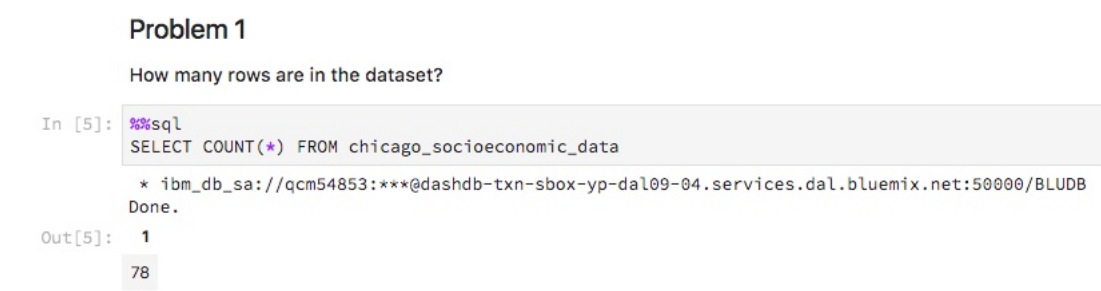 Problem 1
How many rows are in the dataset?
In [5]: %%sql
SELECT COUNT(*) FROM chicago_socioeconomic_data
* ibm_db_sa://qcm54853:***@dashdb-txn-sbox-yp-dal09-04.services.dal.bluemix.net:50000/BLUDB
Done.
Out[5]: 1
78